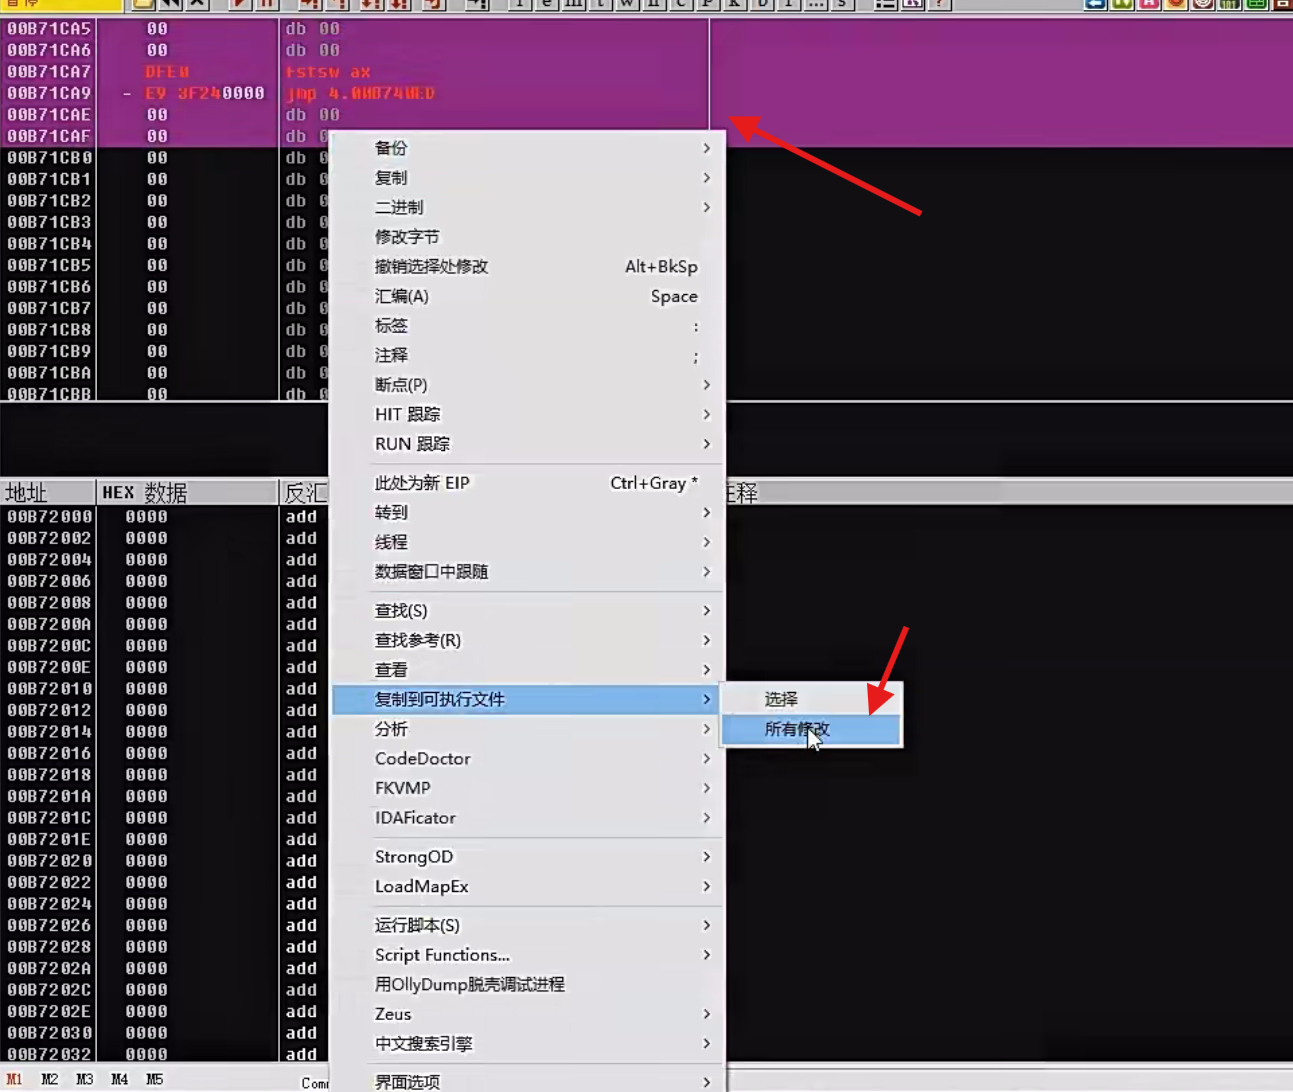 00B71CA5 00 db 00
00B71CA6 00 db 00
00B71CA7 DFE0 fstsw ax
00B71CA9 - E9 3F240000 jmp 4.00B740ED
00B71CAE 00 db 00
00B71CAF 00 db 0
00B71CB0 00 db 0
00B71CB1 00 db 0
00B71CB2 00 db 0
00B71CB3 00 db 0
00B71CB4 00 db 0
00B71CB5 00 db 0
00B71CB6 00 db 0
00B71CB7 00 db 0
00B71CB8 00 db 0
00B71CB9 00 db 0
00B71CBA 00 db 0
00B71CBB 00 db 0
备份
复制
二进制
修改字节
撤销选择处修改 Alt+BkSp
汇编(A) Space
标签 :
注释 ;
断点(P)
HIT 跟踪
RUN 跟踪
此处为新 EIP Ctrl+Gray *
转到
线程
数据窗口中跟随
查找(S)
查找参考(R)
查看
复制到可执行文件
选择
所有修改
分析
CodeDoctor
FKVMP
IDAFicator
StrongOD
LoadMapEx
运行脚本(S)
Script Functions...
用OllyDump脱壳调试进程
Zeus
中文搜索引擎
界面选项
地址 HEX 数据 反汇 注释
00B72000 0000 add
00B72002 0000 add
00B72004 0000 add
00B72006 0000 add
00B72008 0000 add
00B7200A 0000 add
00B7200C 0000 add
00B7200E 0000 add
00B72010 0000 add
00B72012 0000 add
00B72014 0000 add
00B72016 0000 add
00B72018 0000 add
00B7201A 0000 add
00B7201C 0000 add
00B7201E 0000 add
00B72020 0000 add
00B72022 0000 add
00B72024 0000 add
00B72026 0000 add
00B72028 0000 add
00B7202A 0000 add
00B7202C 0000 add
00B7202E 0000 add
00B72030 0000 add
00B72032 0000 add
M1 M2 M3 M4 M5 Com